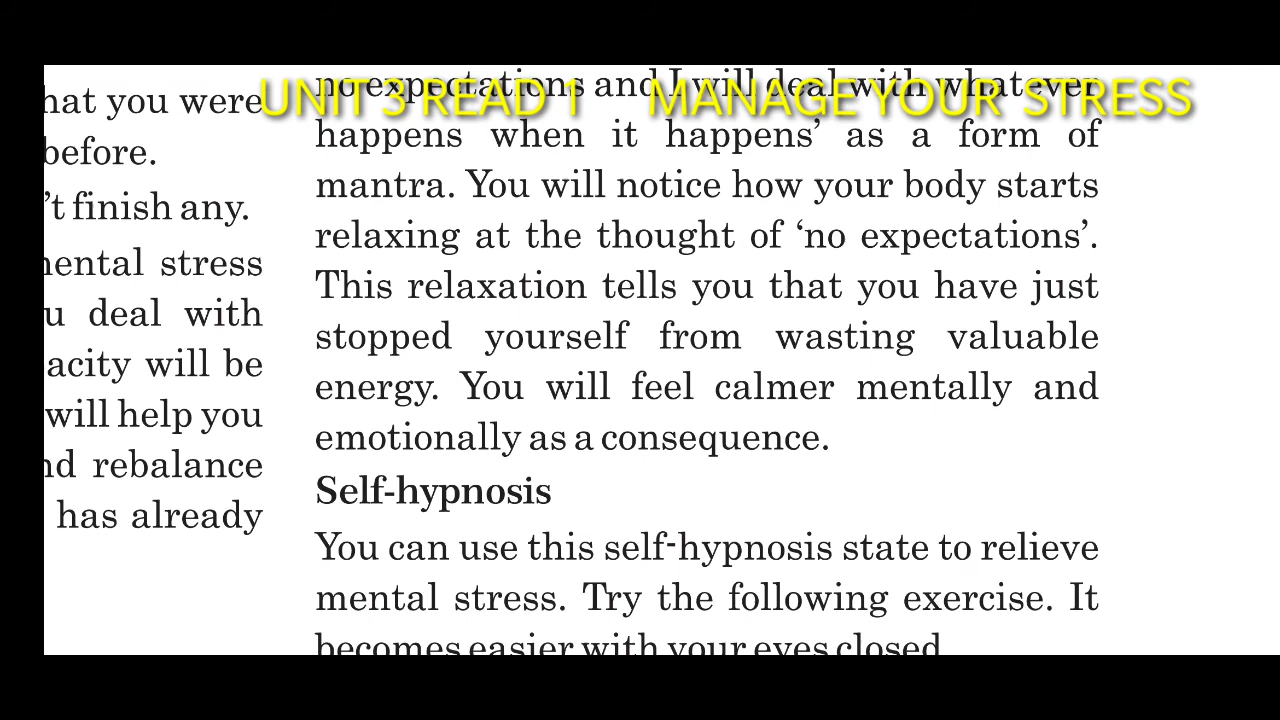 UNIT 3 READ 1 MANAGE YOUR STRESS
hat you were
before.
’t finish any.
ental stress
u deal with
acity will be
will help you
nd rebalance
has already
no expectations and I will deal with whatever
happens when it happens’ as a form of
mantra. You will notice how your body starts
relaxing at the thought of ‘no expectations’.
This relaxation tells you that you have just
stopped yourself from wasting valuable
energy. You will feel calmer mentally and
emotionally as a consequence.
Self-hypnosis
You can use this self-hypnosis state to relieve
mental stress. Try the following exercise. It
becomes easier with your eyes closed